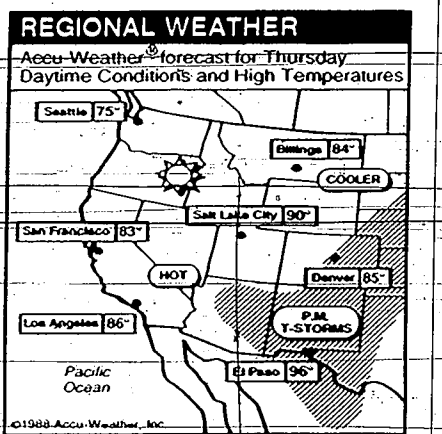 REGIONAL WEATHER
Accu-Weather® forecast for Thursday
Daytime Conditions and High Temperatures
Seattle 75°
Billings 84°
COOLER
Salt Lake City 90°
San Francisco 83°
HOT
Denver 85°
Los Angeles 86°
P.M.
T-STORMS
Pacific
Ocean
El Paso 96°
©1988 Accu-Weather, Inc.